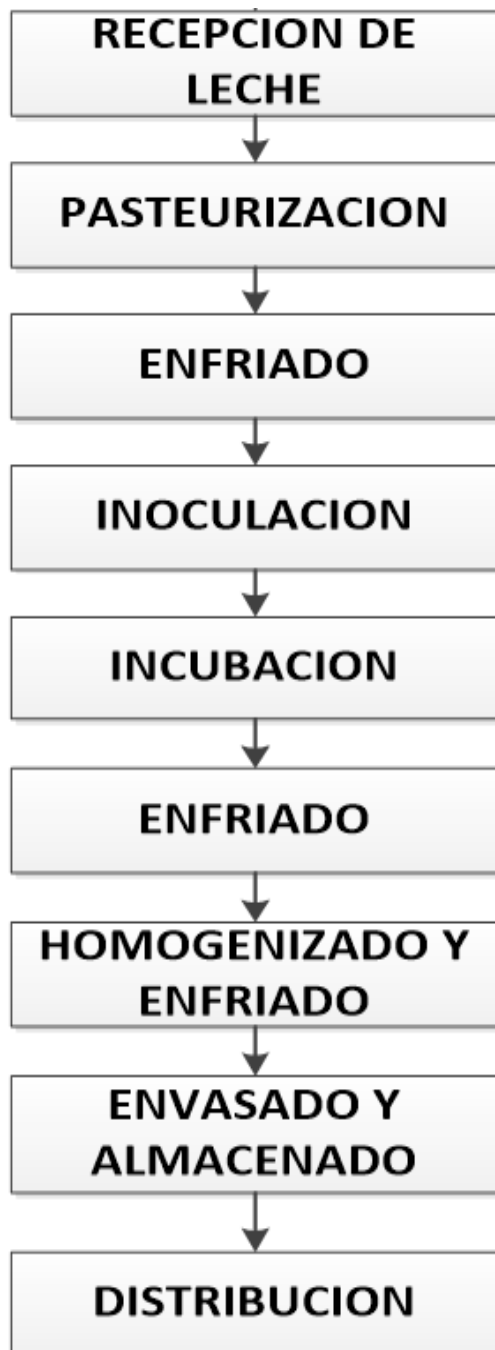 RECEPCION DE
LECHE
PASTEURIZACION
ENFRIADO
INOCULACION
INCUBACION
ENFRIADO
HOMOGENIZADO Y
ENFRIADO
ENVASADO Y
ALMACENADO
DISTRIBUCION